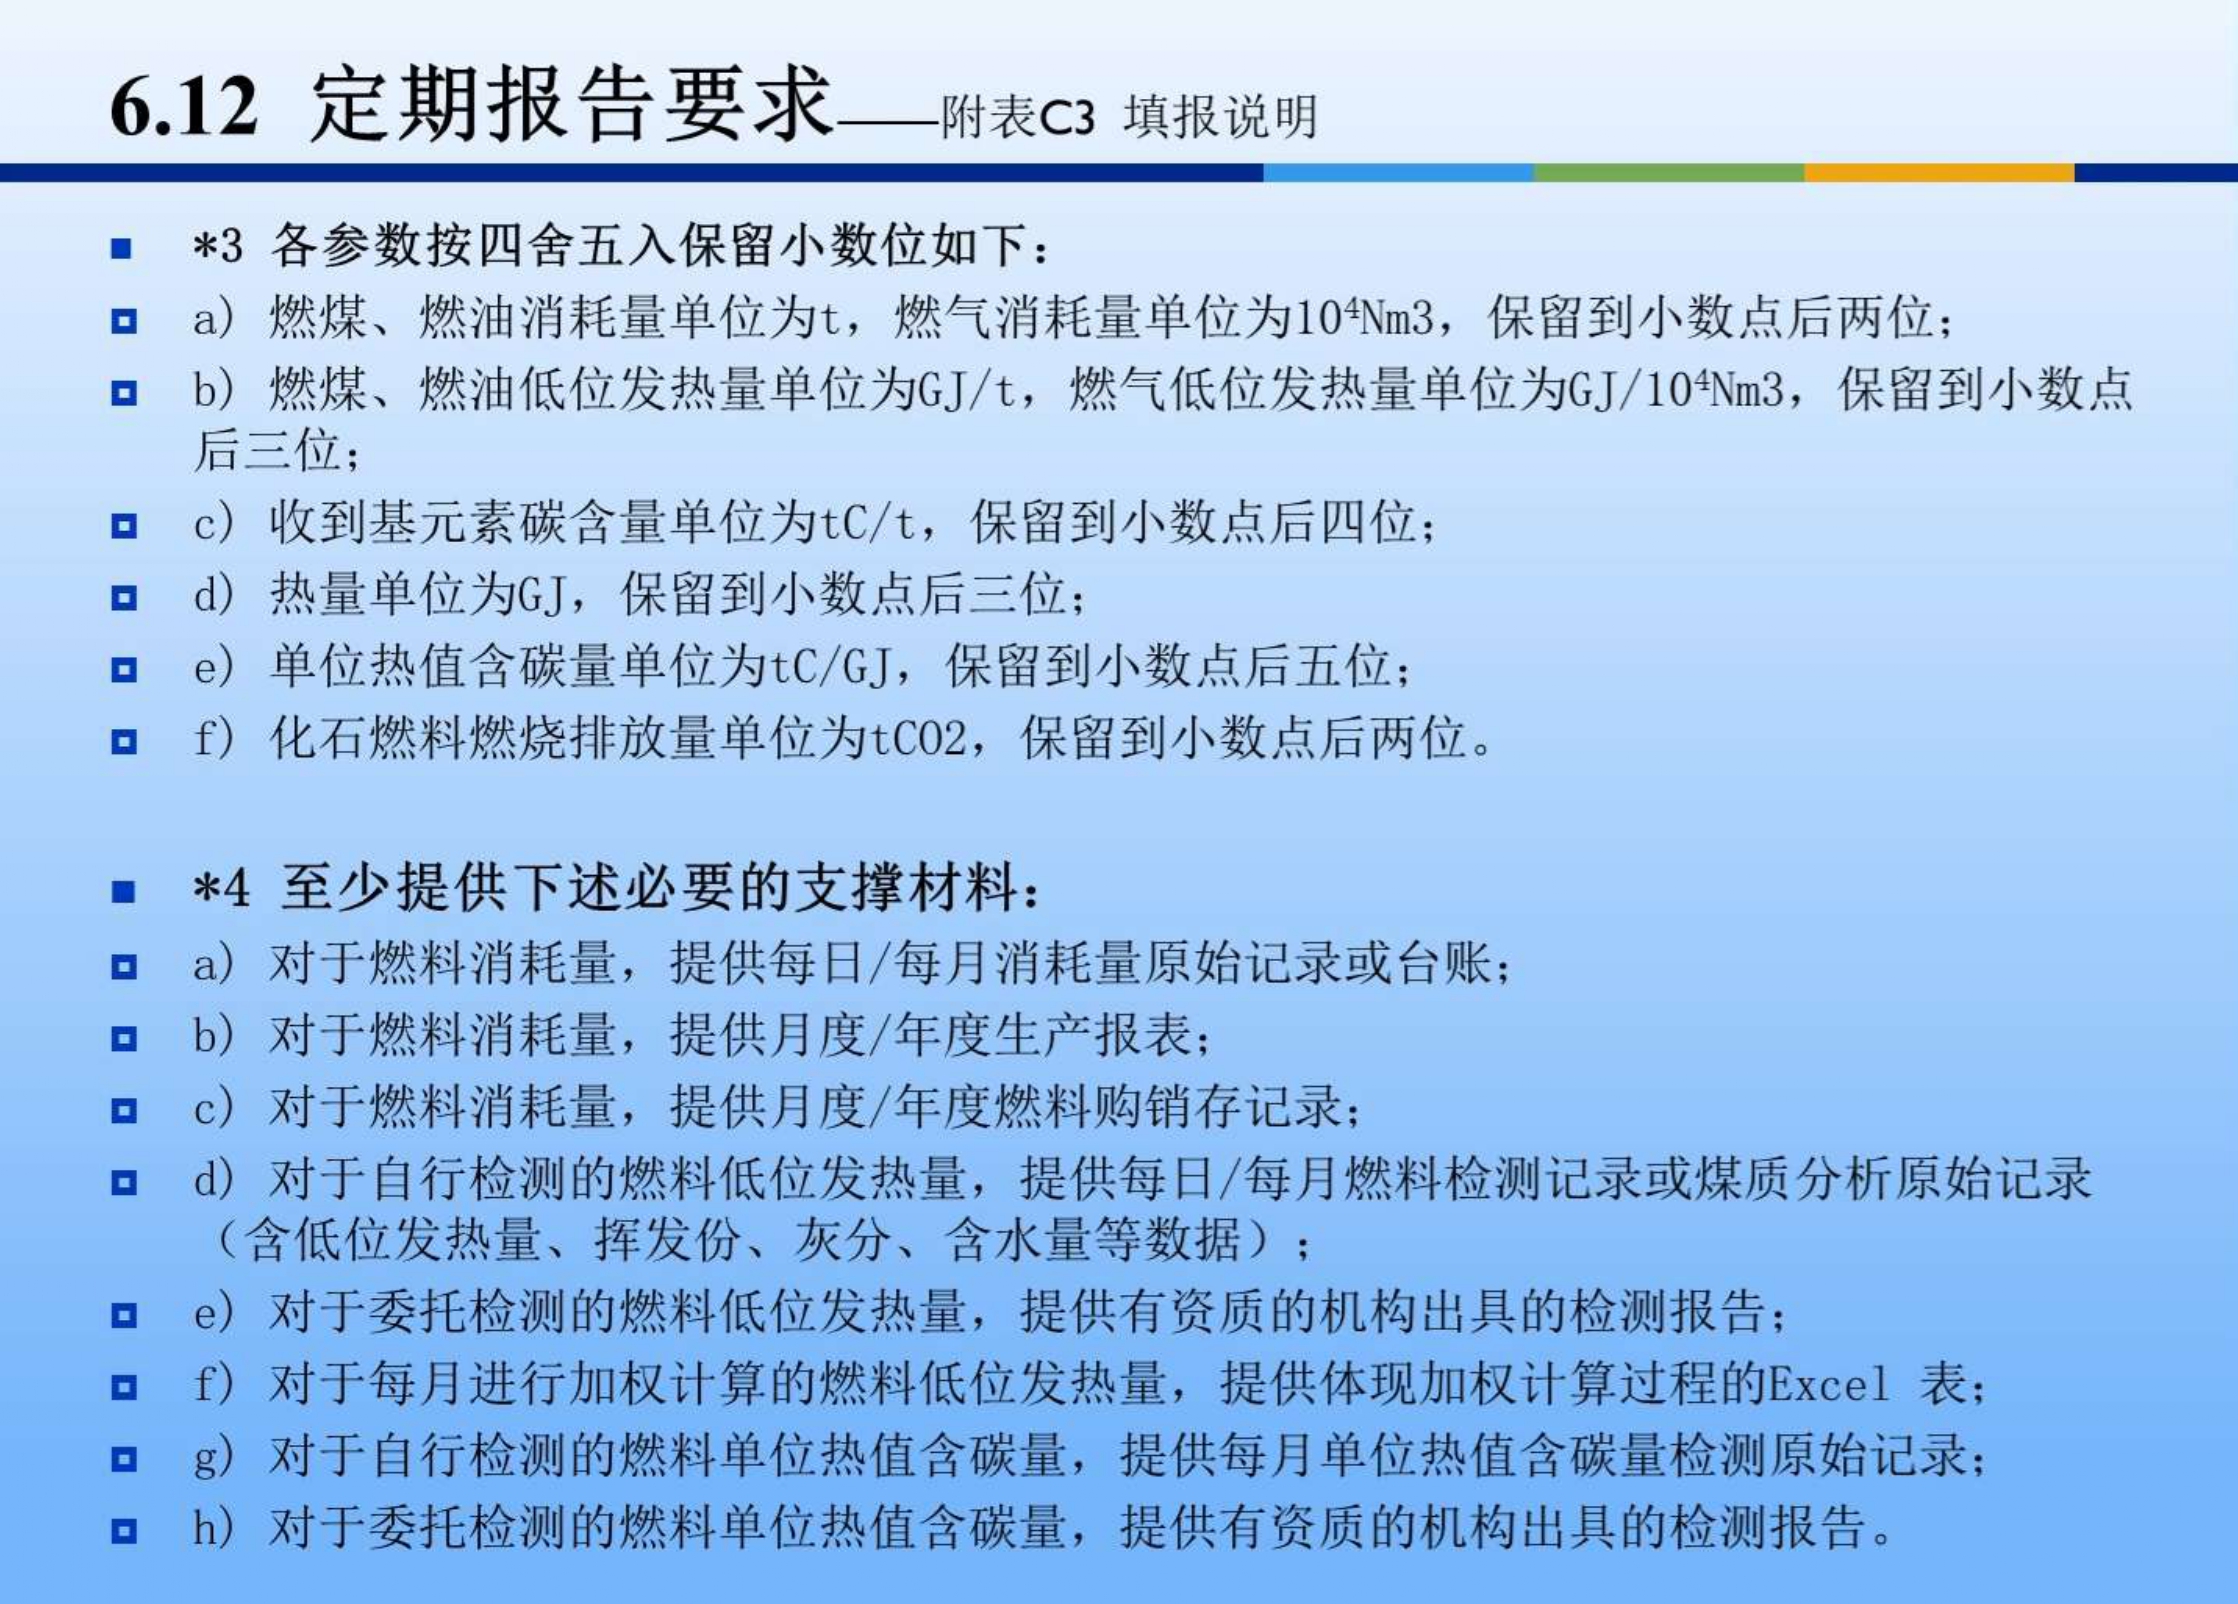 6.12 定期报告要求——附表C3 填报说明
*3 各参数按四舍五入保留小数位如下：
a) 燃煤、燃油消耗量单位为t，燃气消耗量单位为10⁴Nm3，保留到小数点后两位；
b) 燃煤、燃油低位发热量单位为GJ/t，燃气低位发热量单位为GJ/10⁴Nm3，保留到小数点
后三位；
c) 收到基元素碳含量单位为tC/t，保留到小数点后四位；
d) 热量单位为GJ，保留到小数点后三位；
e) 单位热值含碳量单位为tC/GJ，保留到小数点后五位；
f) 化石燃料燃烧排放量单位为tCO2，保留到小数点后两位。
*4 至少提供下述必要的支撑材料：
a) 对于燃料消耗量，提供每日/每月消耗量原始记录或台账；
b) 对于燃料消耗量，提供月度/年度生产报表；
c) 对于燃料消耗量，提供月度/年度燃料购销存记录；
d) 对于自行检测的燃料低位发热量，提供每日/每月燃料检测记录或煤质分析原始记录
（含低位发热量、挥发份、灰分、含水量等数据）；
e) 对于委托检测的燃料低位发热量，提供有资质的机构出具的检测报告；
f) 对于每月进行加权计算的燃料低位发热量，提供体现加权计算过程的Excel 表；
g) 对于自行检测的燃料单位热值含碳量，提供每月单位热值含碳量检测原始记录；
h) 对于委托检测的燃料单位热值含碳量，提供有资质的机构出具的检测报告。